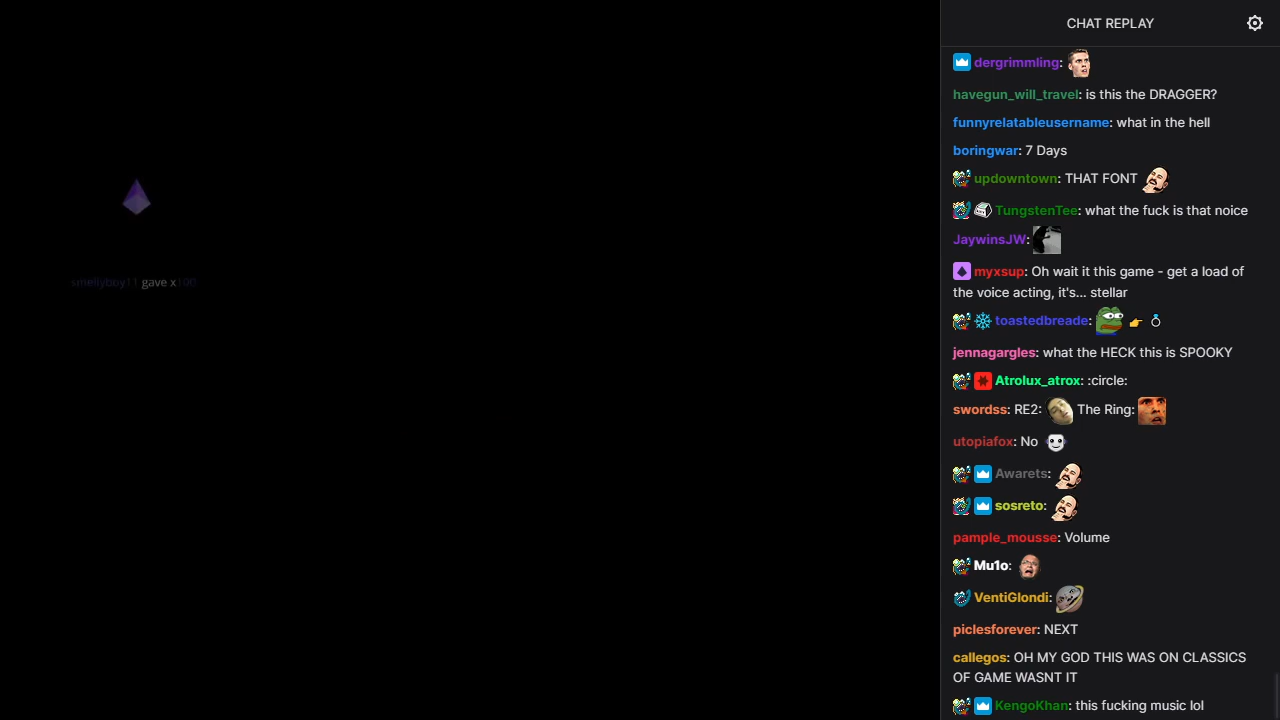 CHAT REPLAY
dergrimmling:
havegun_will_travel: is this the DRAGGER?
funnyrelatableusername: what in the hell
boringwar: 7 Days
updowntown: THAT FONT
TungstenTee: what the fuck is that noice
JaywinsJW:
smellyboy11 gave x100
myxsup: Oh wait it this game - get a load of
the voice acting, it's... stellar
toastedbreade:
jennagargles: what the HECK this is SPOOKY
Atrolux_atrox: :circle:
swordss: RE2: The Ring:
utopiafox: No
Awarets:
sosreto:
pample_mousse: Volume
Mu1o:
VentiGlondi:
piclesforever: NEXT
callegos: OH MY GOD THIS WAS ON CLASSICS
OF GAME WASNT IT
KengoKhan: this fucking music lol